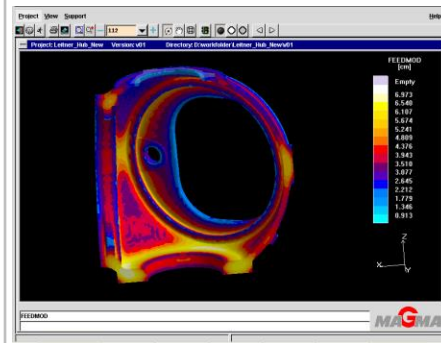 Project View Support Help
112
Project: Leitner_Hub_New Version: v01 Directory: D:workfolder/Leitner_Hub_New/v01
FEEDMOD
[cm]
Empty
6.973
6.540
6.107
5.674
5.241
4.809
4.376
3.943
3.510
3.077
2.645
2.212
1.779
1.346
0.913
Z
X
Y
FEEDMOD
MAGMA